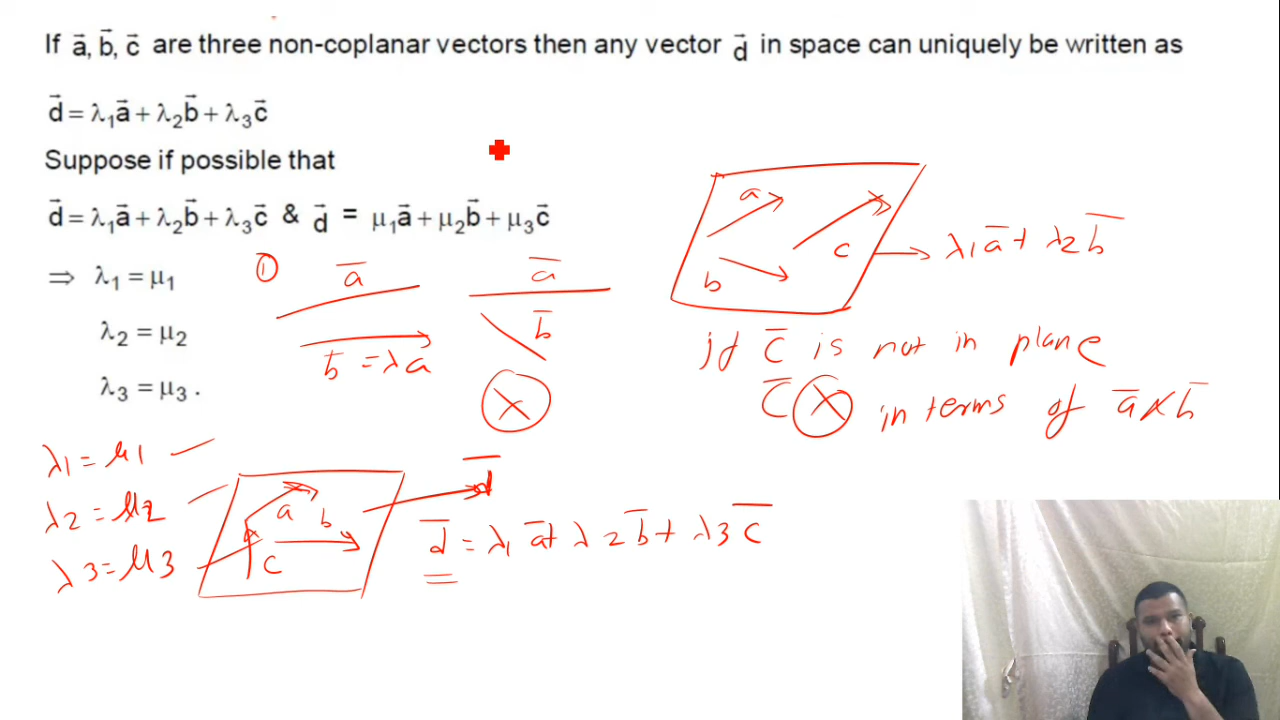 If a⃗, b⃗, c⃗ are three non-coplanar vectors then any vector d⃗ in space can uniquely be written as
d⃗ = λ₁a⃗ + λ₂b⃗ + λ₃c⃗
Suppose if possible that
d⃗ = λ₁a⃗ + λ₂b⃗ + λ₃c⃗ & d⃗ = μ₁a⃗ + μ₂b⃗ + μ₃c⃗
⇒ λ₁ = μ₁
λ₂ = μ₂
λ₃ = μ₃ .
① a̅
b̅ = λa
a̅
b̅
X
a
b
c
λ1 a̅ + λ2 b̅
if c̅ is not in plane
c̅ X in terms of a̅ & b̅
λ1 = μ1
λ2 = μ2
λ3 = μ3
a
b
c
d̅
d̅ = λ1 a̅ + λ2 b̅ + λ3 c̅